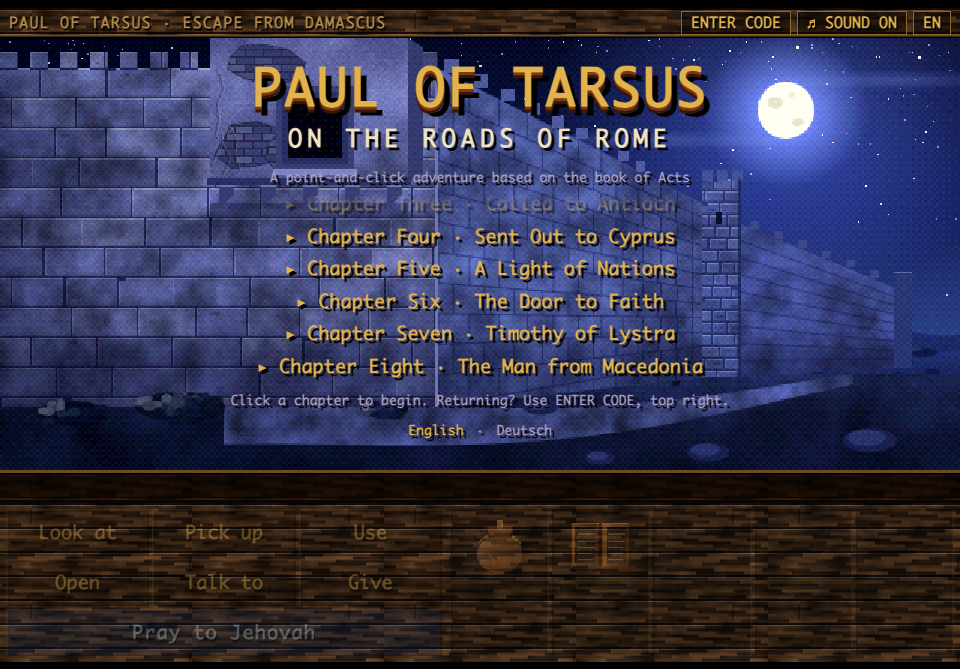 PAUL OF TARSUS · ESCAPE FROM DAMASCUS
ENTER CODE ♬ SOUND ON EN
PAUL OF TARSUS
ON THE ROADS OF ROME
A point-and-click adventure based on the book of Acts
▸ Chapter Three · Called to Antioch
▸ Chapter Four · Sent Out to Cyprus
▸ Chapter Five · A Light of Nations
▸ Chapter Six · The Door to Faith
▸ Chapter Seven · Timothy of Lystra
▸ Chapter Eight · The Man from Macedonia
Click a chapter to begin. Returning? Use ENTER CODE, top right.
English · Deutsch
Look at Pick up Use
Open Talk to Give
Pray to Jehovah